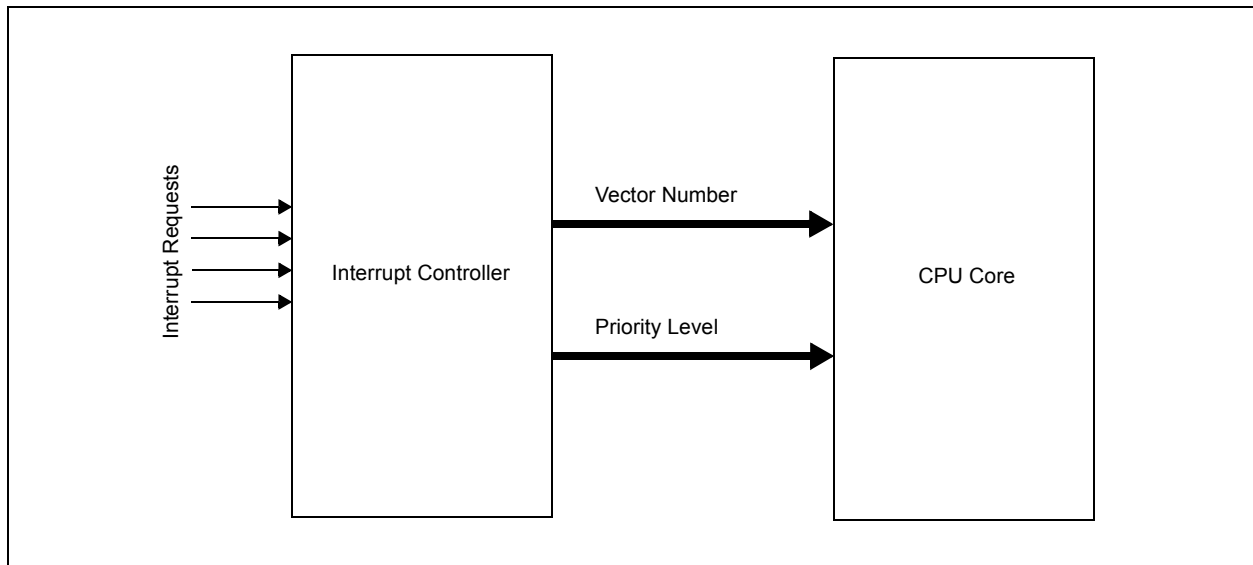 Interrupt Requests
Interrupt Controller
Vector Number
Priority Level
CPU Core